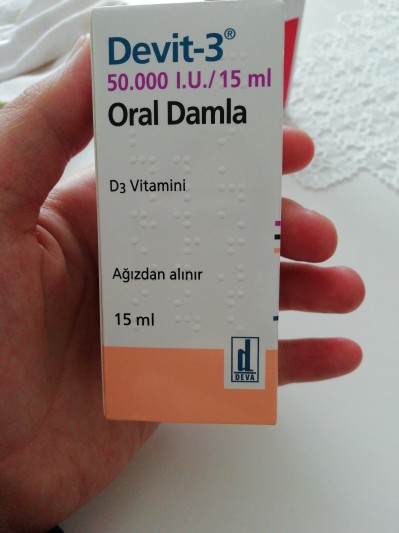 Devit-3®
50.000 I.U./15 ml
Oral Damla
D3 Vitamini
Ağızdan alınır
15 ml
d
DEVA